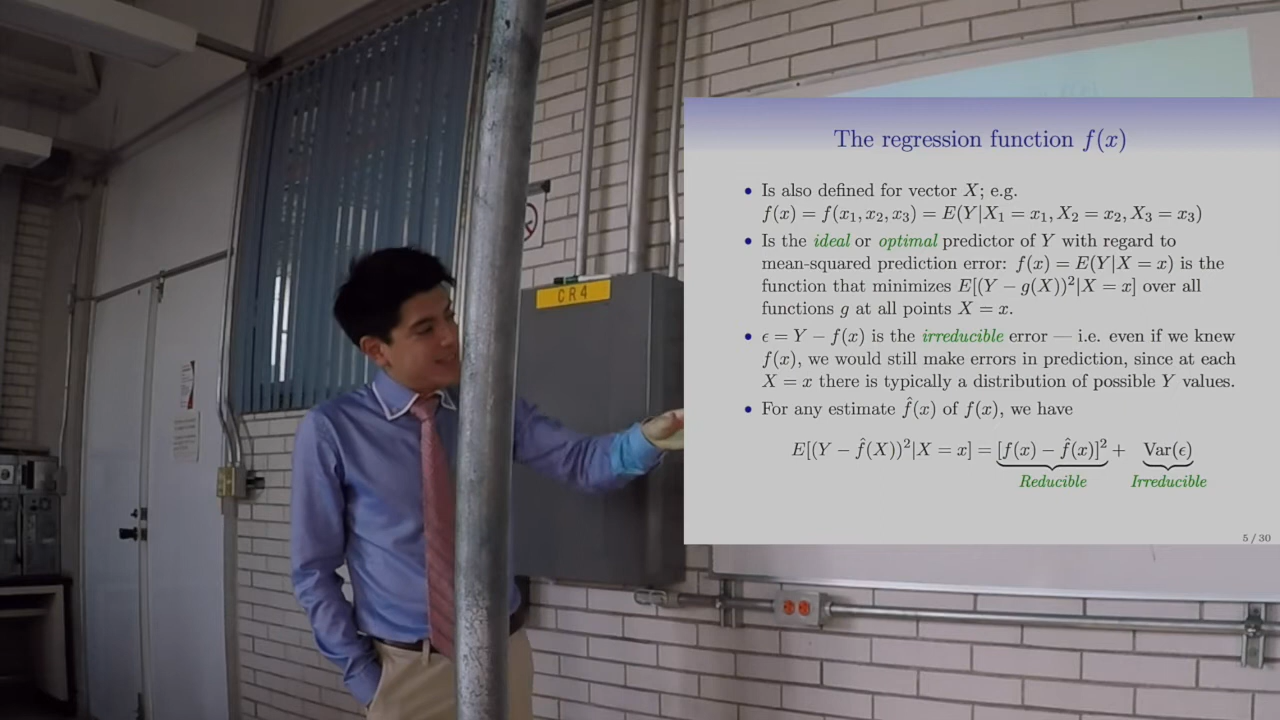 CR4
The regression function f(x)
• Is also defined for vector X; e.g.
f(x) = f(x₁, x₂, x₃) = E(Y|X₁ = x₁, X₂ = x₂, X₃ = x₃)
• Is the ideal or optimal predictor of Y with regard to
mean-squared prediction error: f(x) = E(Y|X = x) is the
function that minimizes E[(Y − g(X))²|X = x] over all
functions g at all points X = x.
• ϵ = Y − f(x) is the irreducible error — i.e. even if we knew
f(x), we would still make errors in prediction, since at each
X = x there is typically a distribution of possible Y values.
• For any estimate f̂(x) of f(x), we have
E[(Y − f̂(X))²|X = x] = [f(x) − f̂(x)]² + Var(ϵ)
Reducible Irreducible
5 / 30